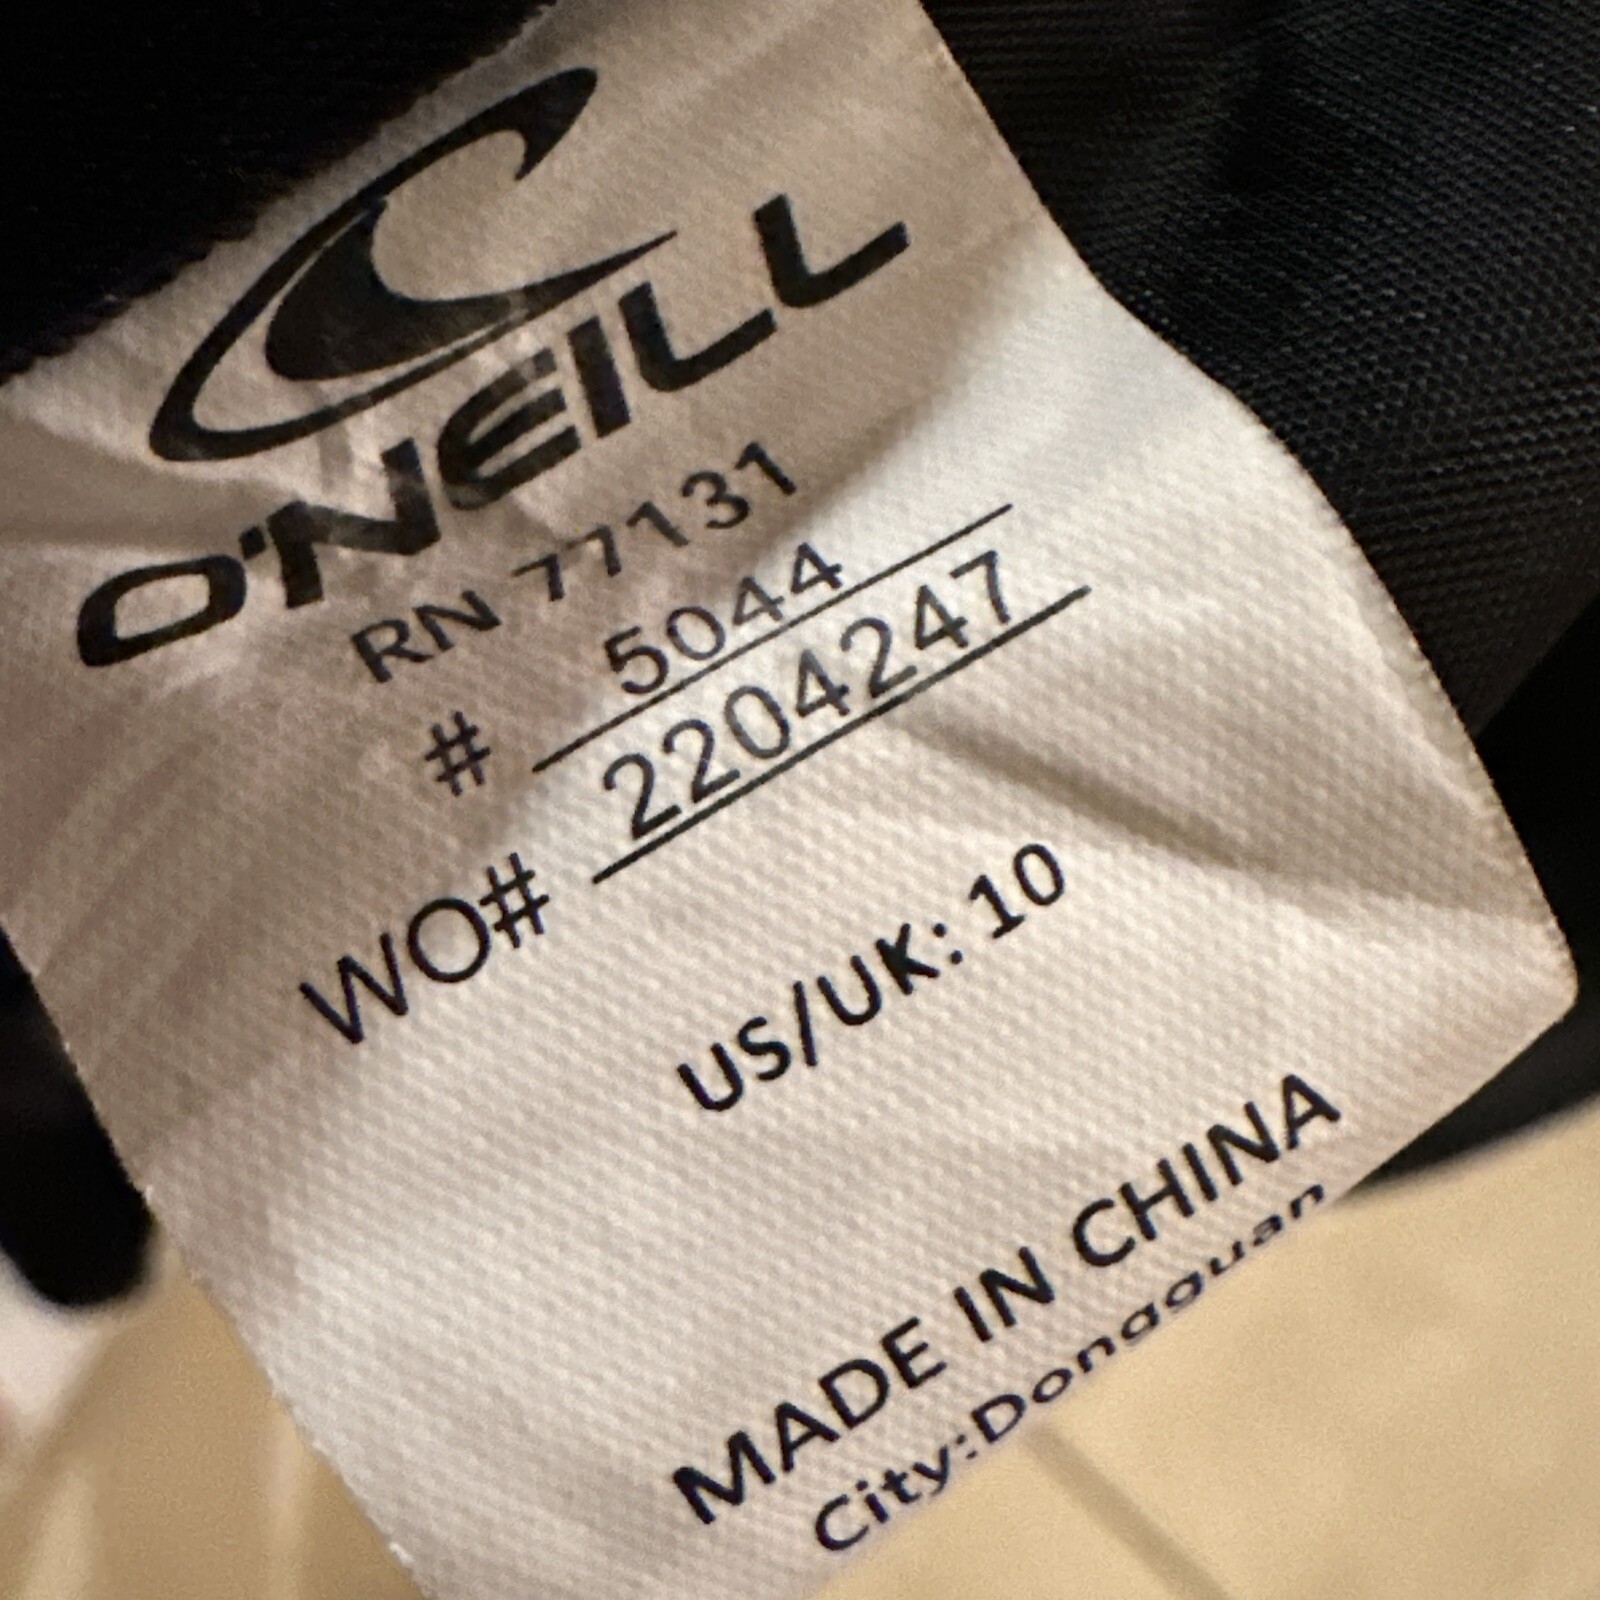 O'NEILL
RN 77131
# 5044
WO# 2204247
US/UK: 10
MADE IN CHINA
City:Dongguan